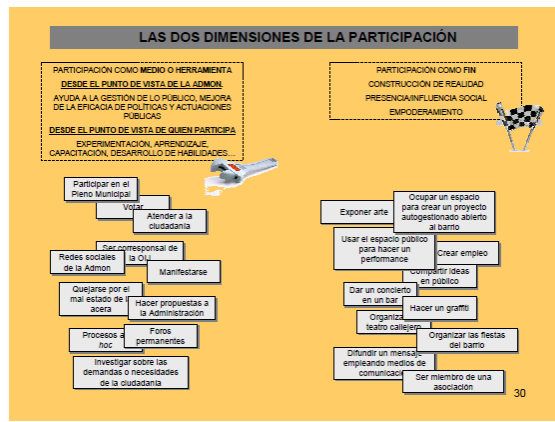 LAS DOS DIMENSIONES DE LA PARTICIPACIÓN
PARTICIPACIÓN COMO MEDIO O HERRAMIENTA
DESDE EL PUNTO DE VISTA DE LA ADMON.
AYUDA A LA GESTIÓN DE LO PÚBLICO, MEJORA
DE LA EFICACIA DE POLÍTICAS Y ACTUACIONES
PÚBLICAS
DESDE EL PUNTO DE VISTA DE QUIEN PARTICIPA
EXPERIMENTACIÓN, APRENDIZAJE,
CAPACITACIÓN, DESARROLLO DE HABILIDADES...
PARTICIPACIÓN COMO FIN
CONSTRUCCIÓN DE REALIDAD
PRESENCIA/INFLUENCIA SOCIAL
EMPODERAMIENTO
Participar en el
Pleno Municipal
Votar
Atender a la
ciudadanía
Ser corresponsal de
la
Redes sociales
de la Admon
Manifestarse
Quejarse por el
mal estado de
acera
Hacer propuestas a
la Administración
Procesos
hoc
Foros
permanentes
Investigar sobre las
demandas o necesidades
de la ciudadanía
Exponer arte
Ocupar un espacio
para crear un proyecto
autogestionado abierto
al barrio
Usar el espacio público
para hacer un
performance
Crear empleo
Compartir ideas
en público
Dar un concierto
en un bar
Hacer un graffiti
teatro callejero
Organizar las fiestas
del barrio
Difundir un mensaje
empleando medios de
Ser miembro de una
asociación
30